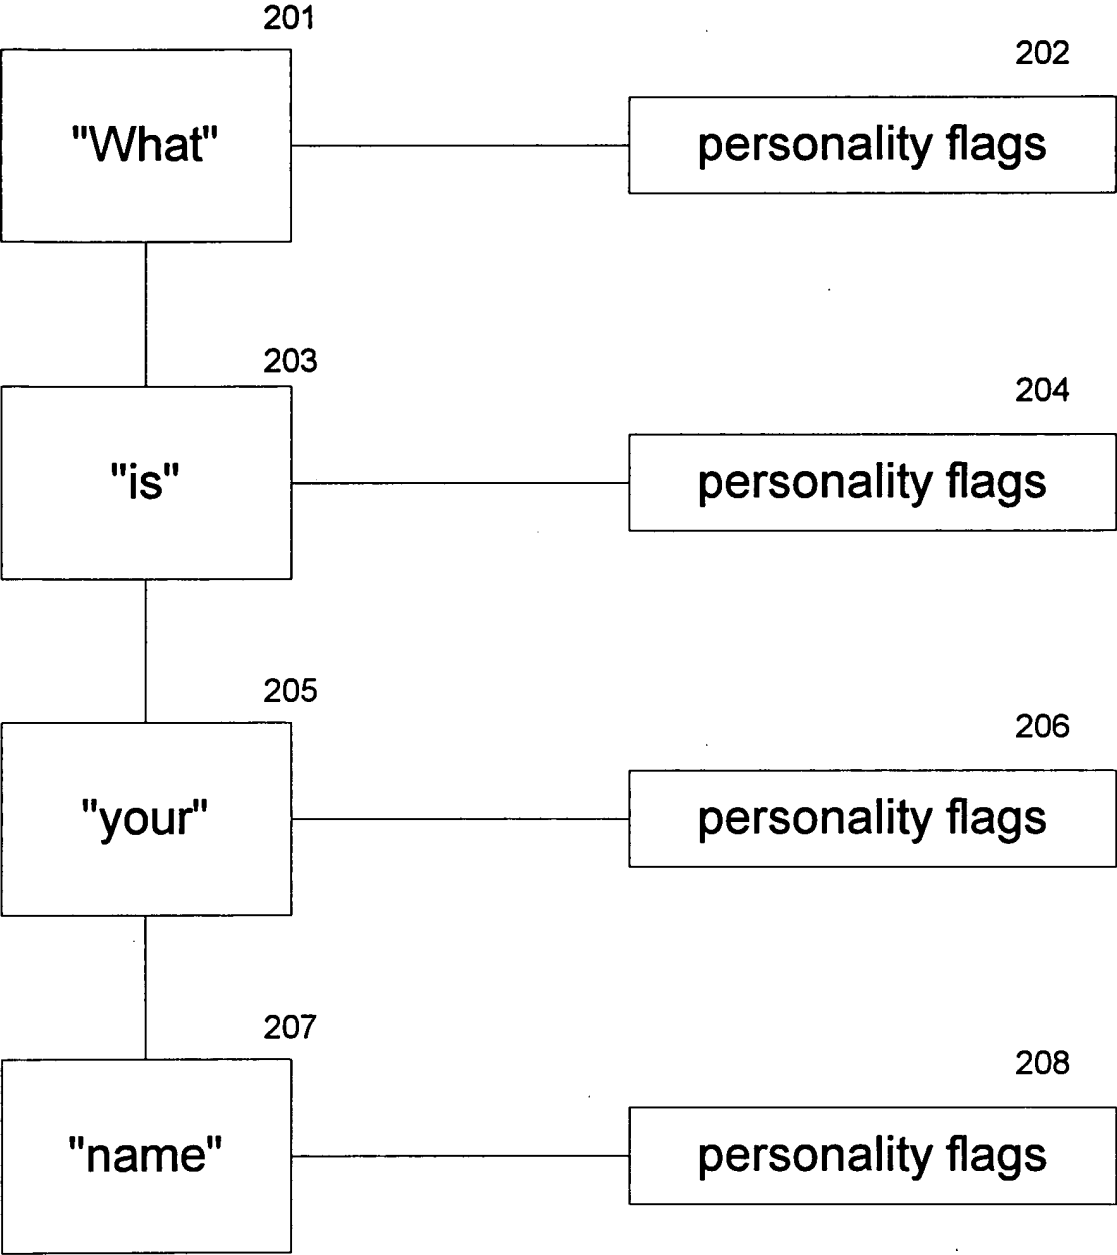 201
202
"What"
personality flags
203
204
"is"
personality flags
205
206
"your"
personality flags
207
208
"name"
personality flags